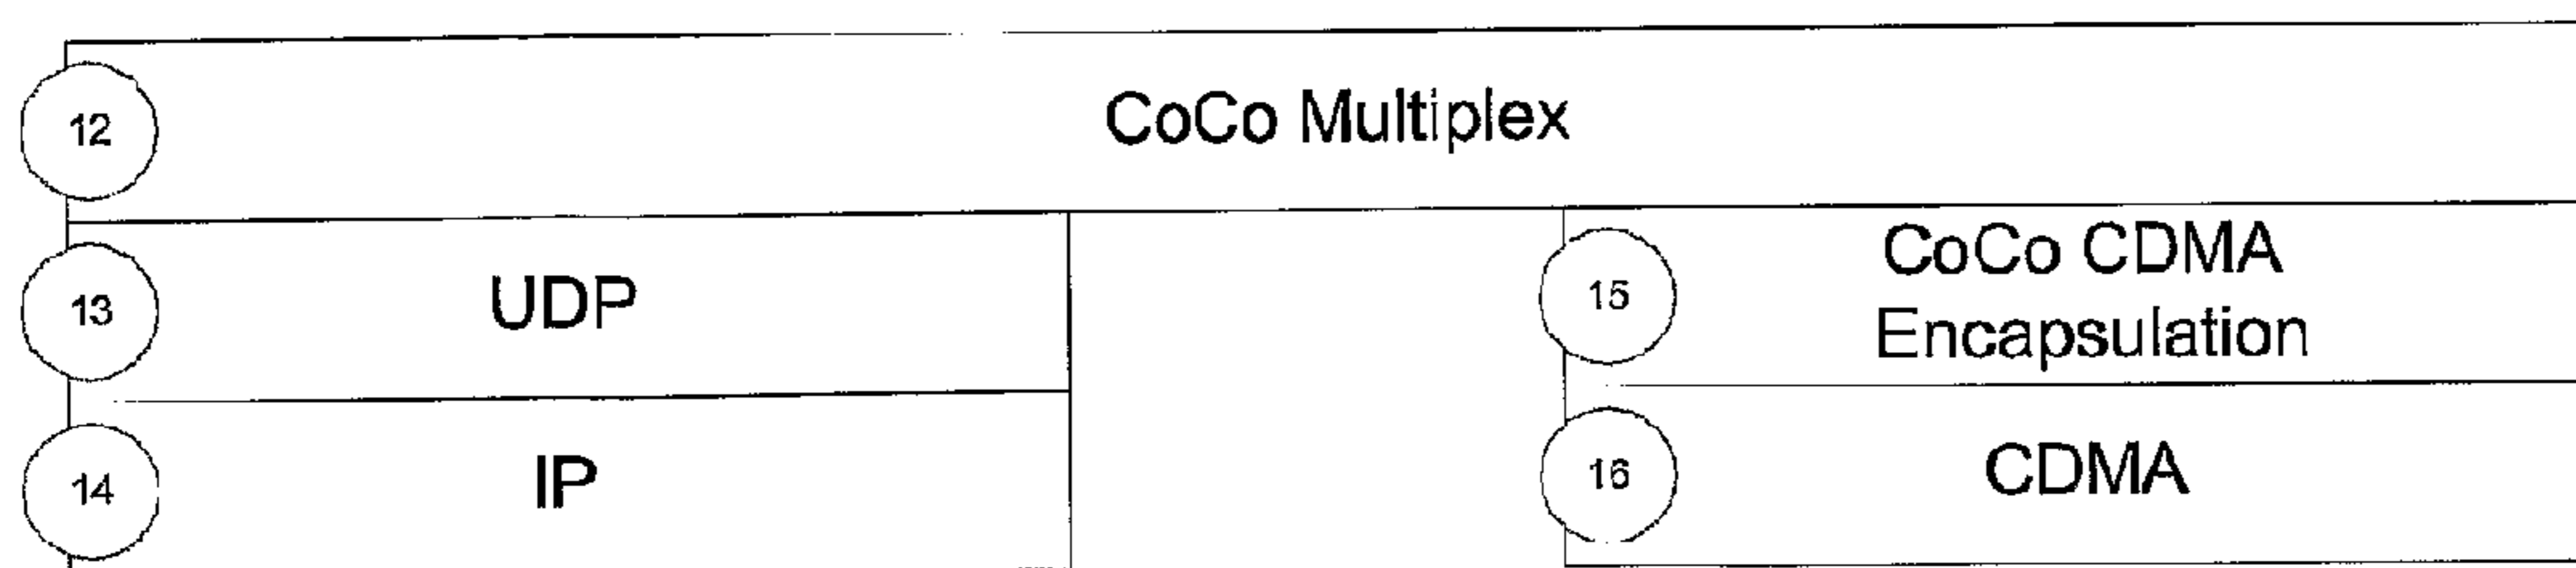 12
CoCo Multiplex
13
UDP
15
CoCo CDMA
Encapsulation
14
IP
16
CDMA